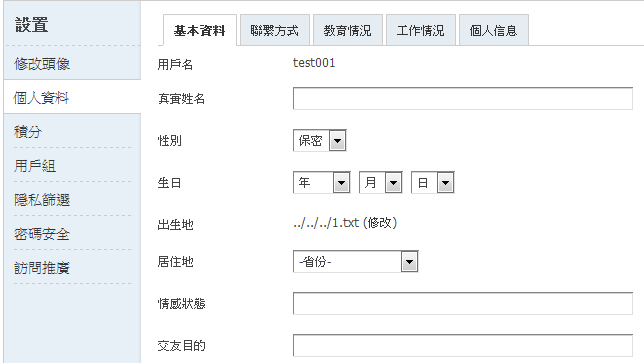 設置
修改頭像
個人資料
積分
用戶組
隱私篩選
密碼安全
訪問推廣
基本資料 聯繫方式 教育情況 工作情況 個人信息
用戶名 test001
真實姓名
性別 保密
生日 年 月 日
出生地 ../../../1.txt (修改)
居住地 -省份-
情感狀態
交友目的